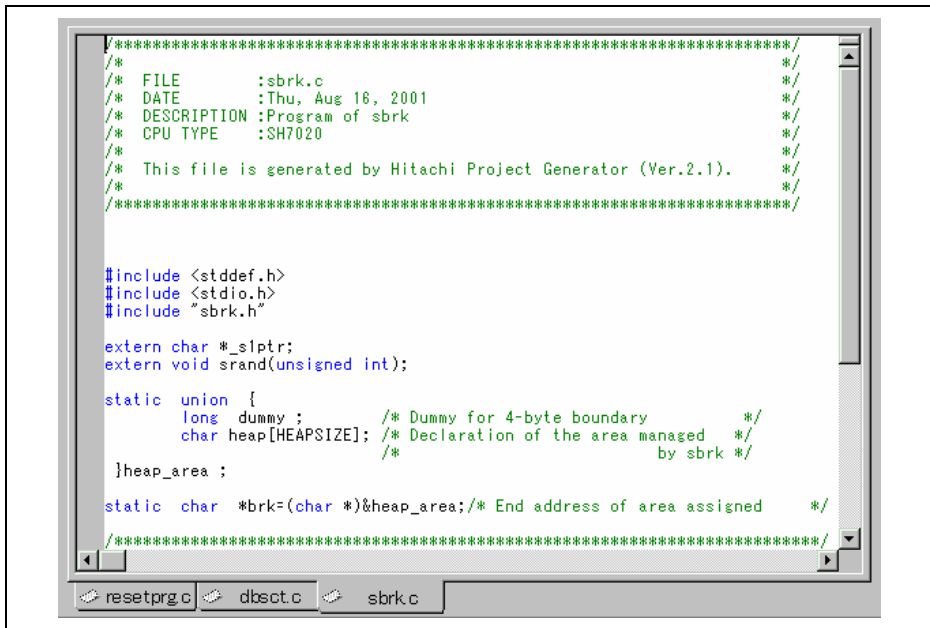 /************************************************************************/
/*                                                                      */
/*  FILE        :sbrk.c                                                 */
/*  DATE        :Thu, Aug 16, 2001                                      */
/*  DESCRIPTION :Program of sbrk                                        */
/*  CPU TYPE    :SH7020                                                 */
/*                                                                      */
/*  This file is generated by Hitachi Project Generator (Ver.2.1).      */
/*                                                                      */
/************************************************************************/
#include <stddef.h>
#include <stdio.h>
#include "sbrk.h"
extern char *_s1ptr;
extern void srand(unsigned int);
static  union  {
        long  dummy ;        /* Dummy for 4-byte boundary          */
        char heap[HEAPSIZE]; /* Declaration of the area managed   */
                             /*                           by sbrk */
 }heap_area ;
static  char  *brk=(char *)&heap_area;/* End address of area assigned     */
/***************************************************************************/
resetprg.c dbsct.c sbrk.c